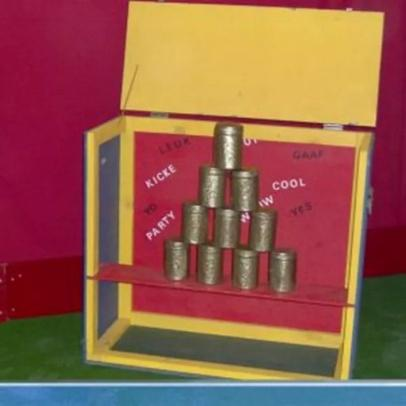 LEUK
GAAF
KICKE
COOL
YO
YES
PARTY